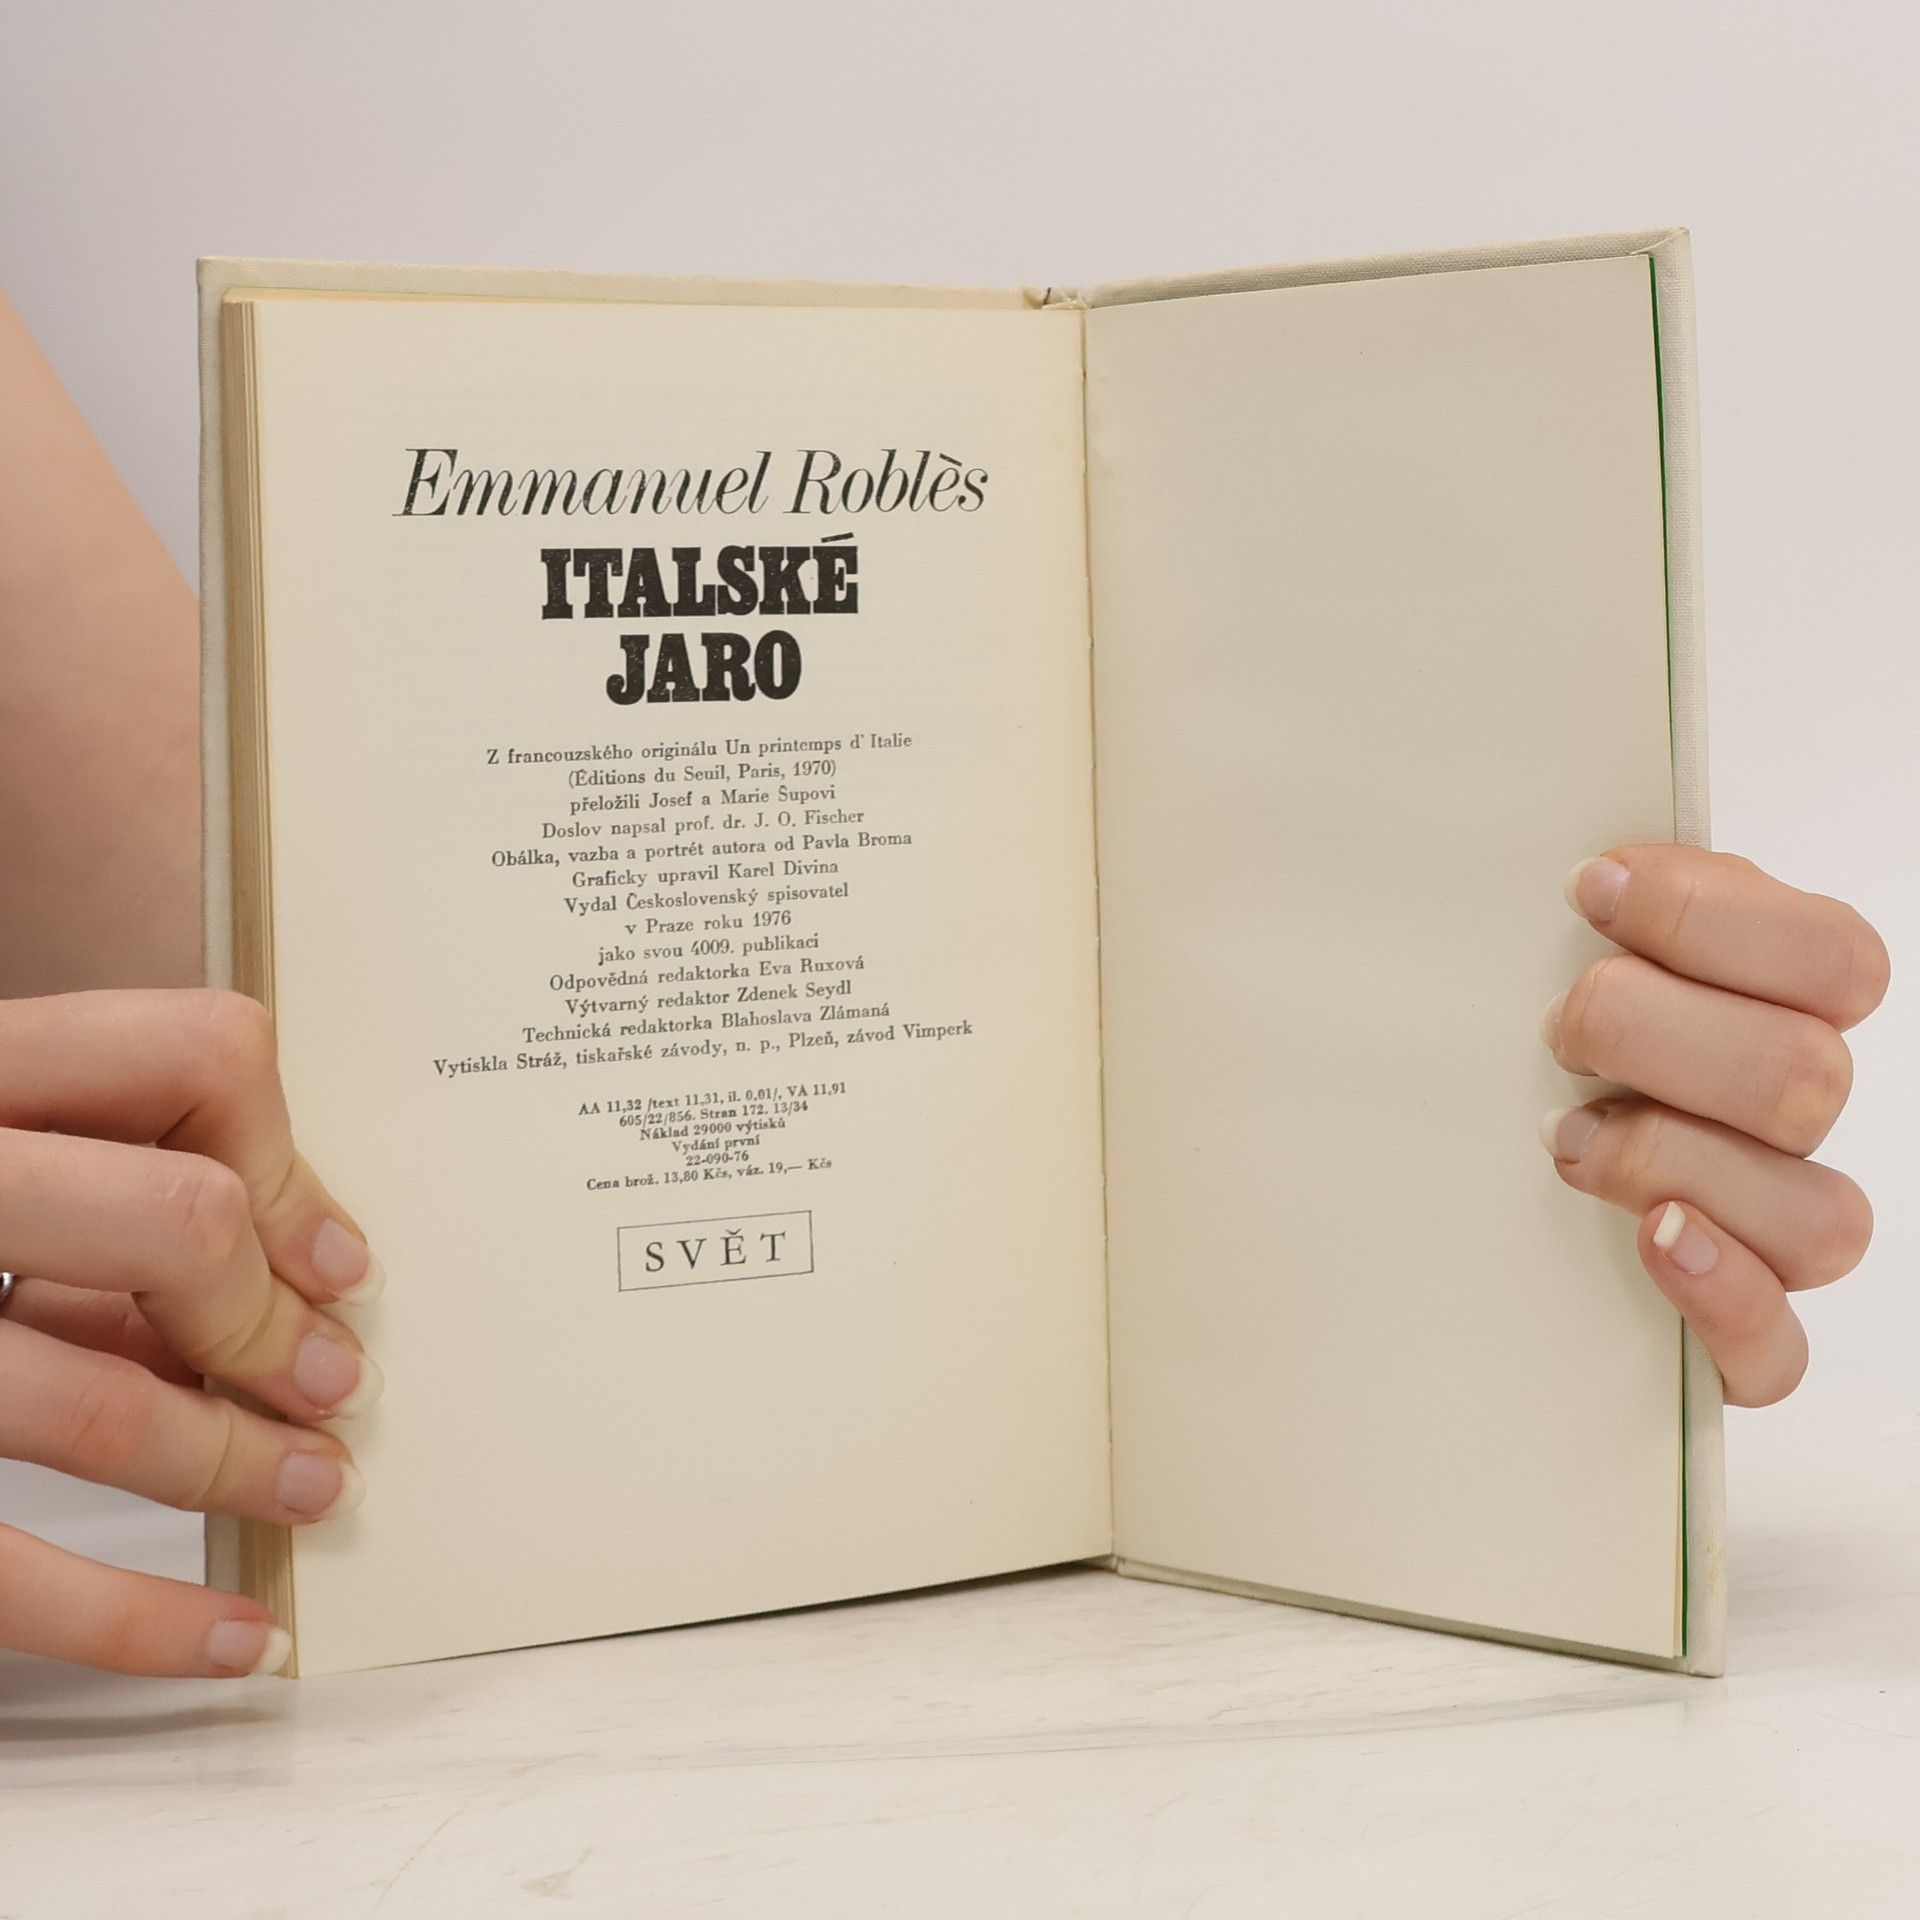 Emmanuel Roblès
ITALSKÉ
JARO
Z francouzského originálu Un printemps d'Italie
(Éditions du Seuil, Paris, 1970)
přeložili Josef a Marie Šupovi
Doslov napsal prof. dr. J. O. Fischer
Obálka, vazba a portrét autora od Pavla Broma
Graficky upravil Karel Divina
Vydal Československý spisovatel
v Praze roku 1976
jako svou 4009. publikaci
Odpovědná redaktorka Eva Ruxová
Výtvarný redaktor Zdenek Seydl
Technická redaktorka Blahoslava Zlámaná
Vytiskla Stráž, tiskařské závody, n. p., Plzeň, závod Vimperk
AA 11,32 /text 11,31, il. 0,01/, VA 11,91
605/22/856. Stran 172. 13/34
Náklad 29000 výtisků
Vydání první
22-090-76
Cena brož. 13,80 Kčs, váz. 19,— Kčs
SVĚT